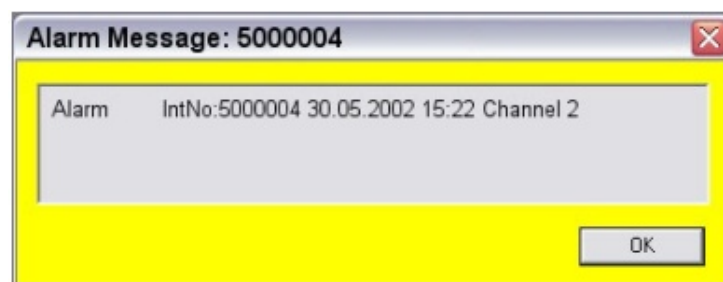 Alarm Message: 5000004
Alarm IntNo:5000004 30.05.2002 15:22 Channel 2
OK